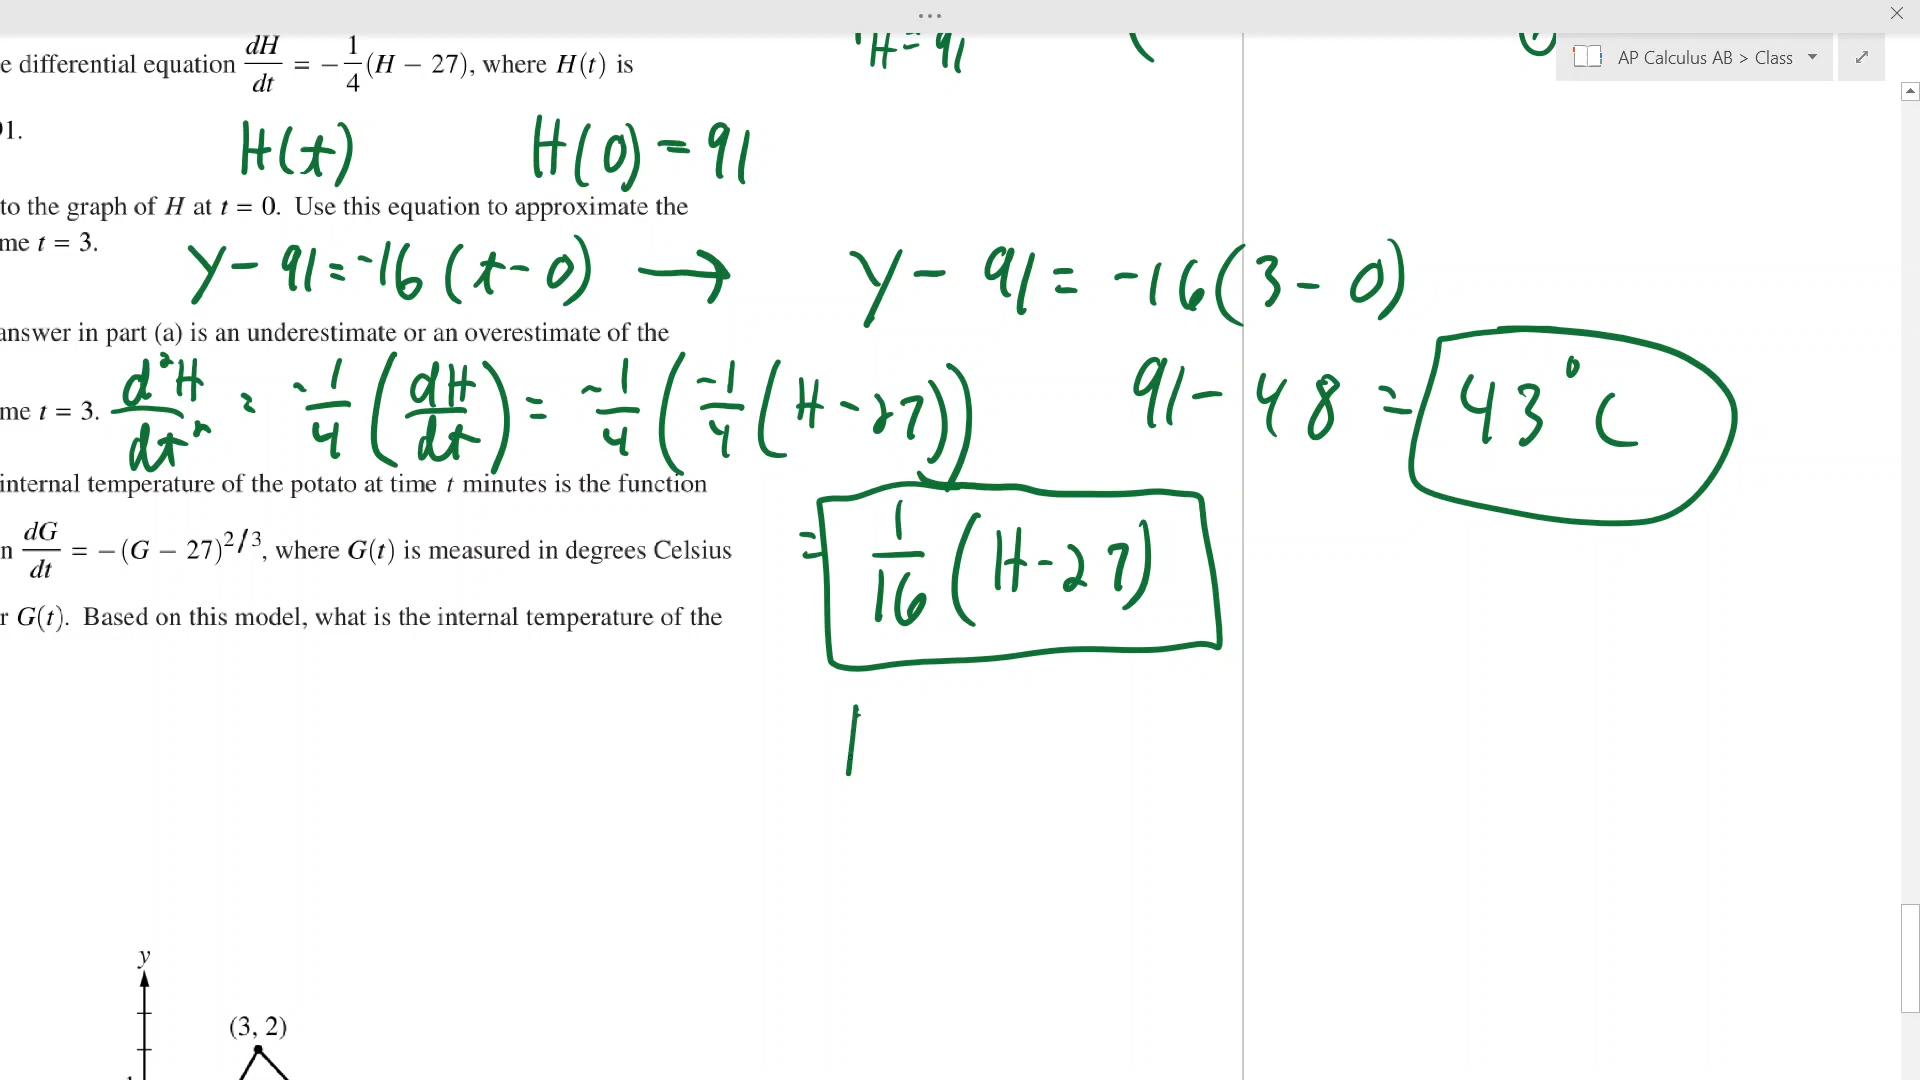 H = 91
AP Calculus AB > Class
e differential equation dH/dt = −1/4(H − 27), where H(t) is
91.
H(t) H(0) = 91
to the graph of H at t = 0. Use this equation to approximate the
me t = 3.
y − 91 = -16 (t − 0) → y − 91 = -16(3 − 0)
answer in part (a) is an underestimate or an overestimate of the
91 − 48 = 43° C
me t = 3. d²H/dt² = -1/4 (dH/dt) = -1/4 (-1/4 (H − 27))
internal temperature of the potato at time t minutes is the function
n dG/dt = −(G − 27)^2/3, where G(t) is measured in degrees Celsius
= 1/16 (H − 27)
r G(t). Based on this model, what is the internal temperature of the
y
(3, 2)